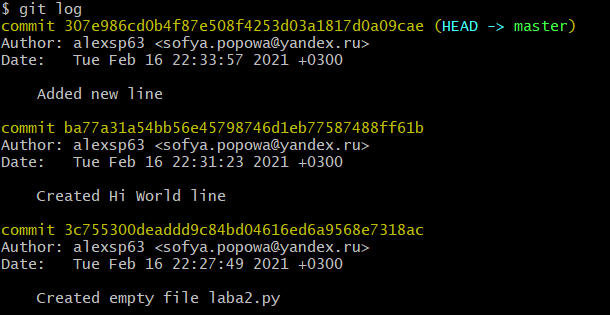 $ git log
commit 307e986cd0b4f87e508f4253d03a1817d0a09cae (HEAD -> master)
Author: alexsp63 <sofya.popowa@yandex.ru>
Date:   Tue Feb 16 22:33:57 2021 +0300
    Added new line
commit ba77a31a54bb56e45798746d1eb77587488ff61b
Author: alexsp63 <sofya.popowa@yandex.ru>
Date:   Tue Feb 16 22:31:23 2021 +0300
    Created Hi World line
commit 3c755300deaddd9c84bd04616ed6a9568e7318ac
Author: alexsp63 <sofya.popowa@yandex.ru>
Date:   Tue Feb 16 22:27:49 2021 +0300
    Created empty file laba2.py